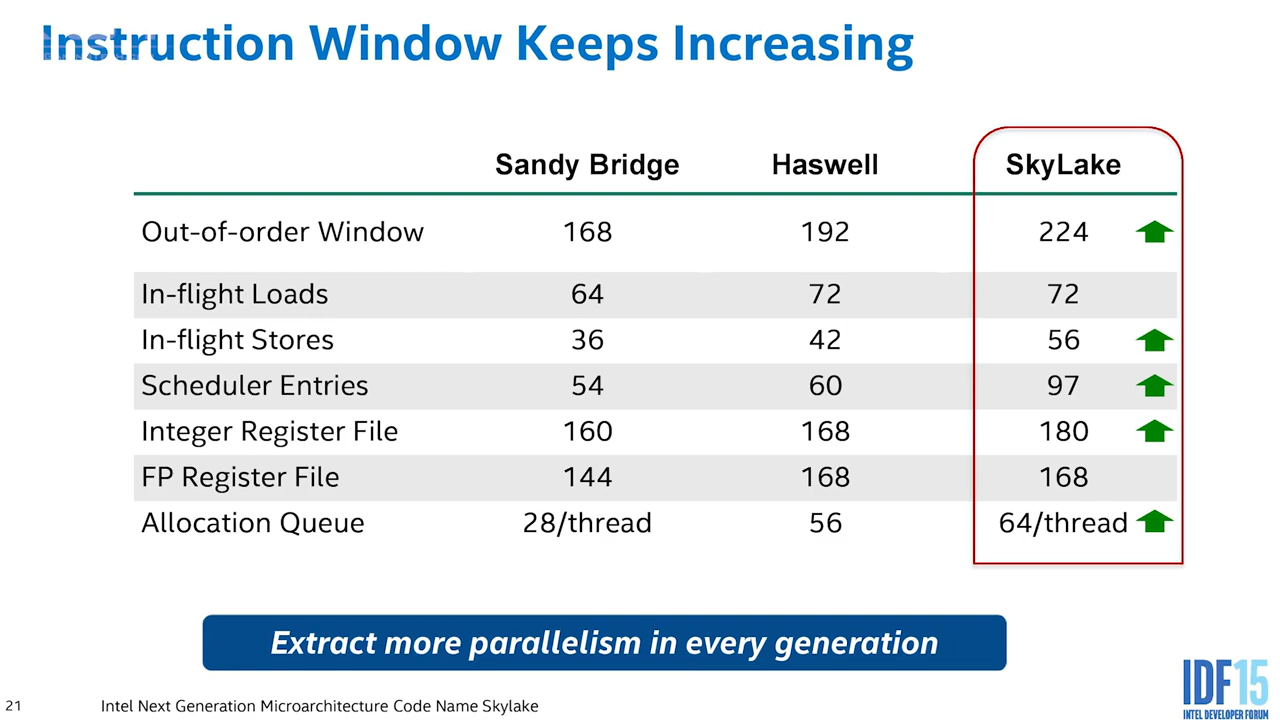 Instruction Window Keeps Increasing
Sandy Bridge Haswell SkyLake
Out-of-order Window 168 192 224
In-flight Loads 64 72 72
In-flight Stores 36 42 56
Scheduler Entries 54 60 97
Integer Register File 160 168 180
FP Register File 144 168 168
Allocation Queue 28/thread 56 64/thread
Extract more parallelism in every generation
21 Intel Next Generation Microarchitecture Code Name Skylake
IDF15
INTEL DEVELOPER FORUM